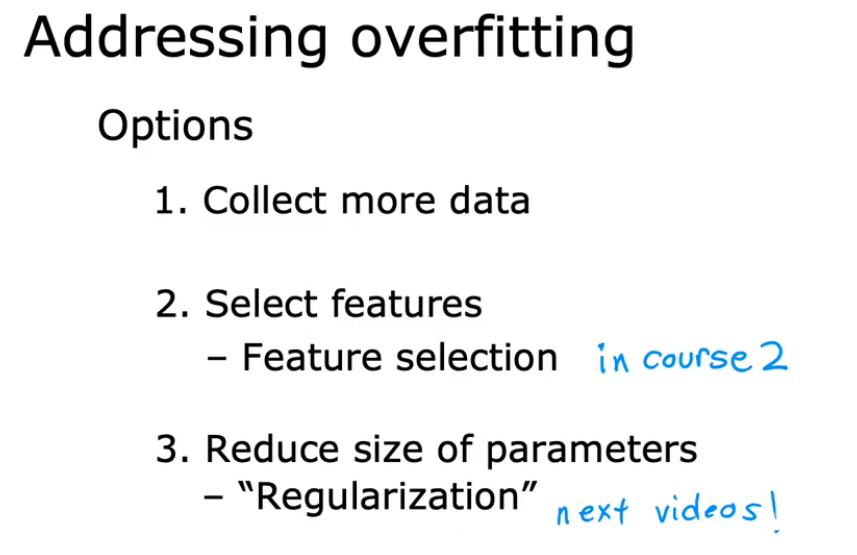 Addressing overfitting
Options
1. Collect more data
2. Select features
– Feature selection in course 2
3. Reduce size of parameters
– “Regularization” next videos!